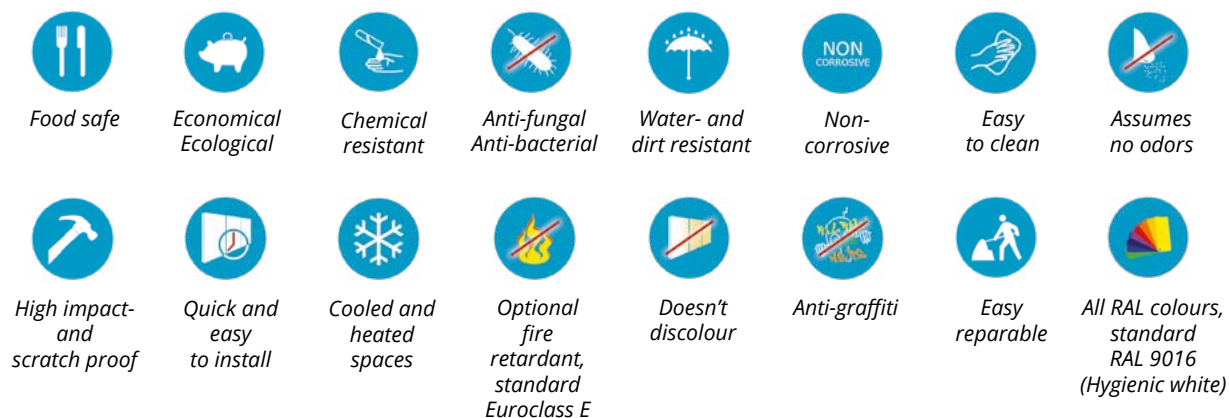 NON
CORROSIVE
Food safe
Economical
Ecological
Chemical
resistant
Anti-fungal
Anti-bacterial
Water- and
dirt resistant
Non-
corrosive
Easy
to clean
Assumes
no odors
High impact-
and
scratch proof
Quick and
easy
to install
Cooled and
heated
spaces
Optional
fire
retardant,
standard
Euroclass E
Doesn’t
discolour
Anti-graffiti
Easy
reparable
All RAL colours,
standard
RAL 9016
(Hygienic white)